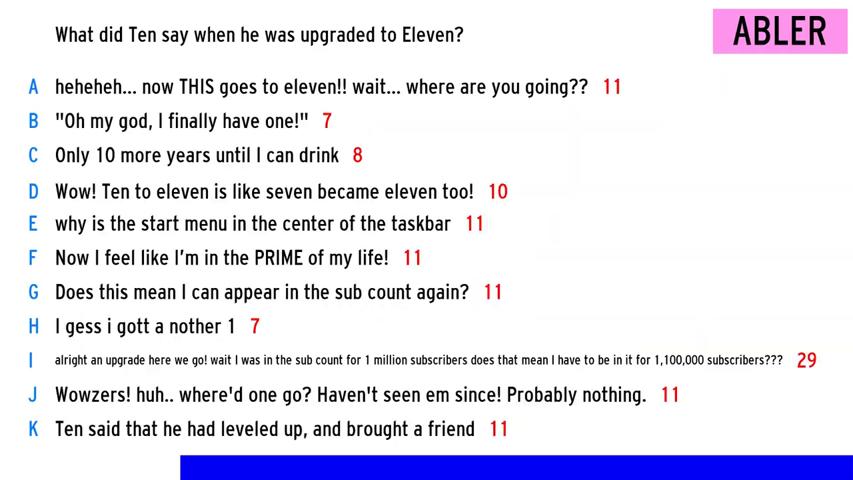 What did Ten say when he was upgraded to Eleven?
ABLER
A heheheh... now THIS goes to eleven!! wait... where are you going?? 11
B "Oh my god, I finally have one!" 7
C Only 10 more years until I can drink 8
D Wow! Ten to eleven is like seven became eleven too! 10
E why is the start menu in the center of the taskbar 11
F Now I feel like I'm in the PRIME of my life! 11
G Does this mean I can appear in the sub count again? 11
H I gess i gott a nother 1 7
I alright an upgrade here we go! wait I was in the sub count for 1 million subscribers does that mean I have to be in it for 1,100,000 subscribers??? 29
J Wowzers! huh.. where'd one go? Haven't seen em since! Probably nothing. 11
K Ten said that he had leveled up, and brought a friend 11